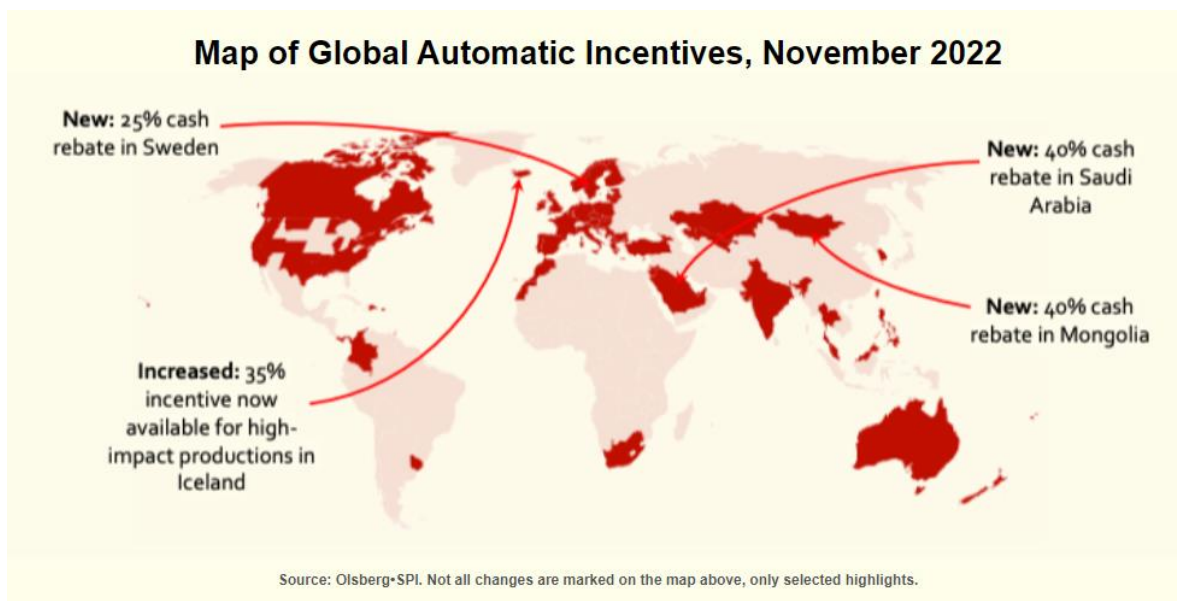 Map of Global Automatic Incentives, November 2022
New: 25% cash
rebate in Sweden
New: 40% cash
rebate in Saudi
Arabia
New: 40% cash
rebate in Mongolia
Increased: 35%
incentive now
available for high-
impact productions in
Iceland
Source: Olsberg•SPI. Not all changes are marked on the map above, only selected highlights.